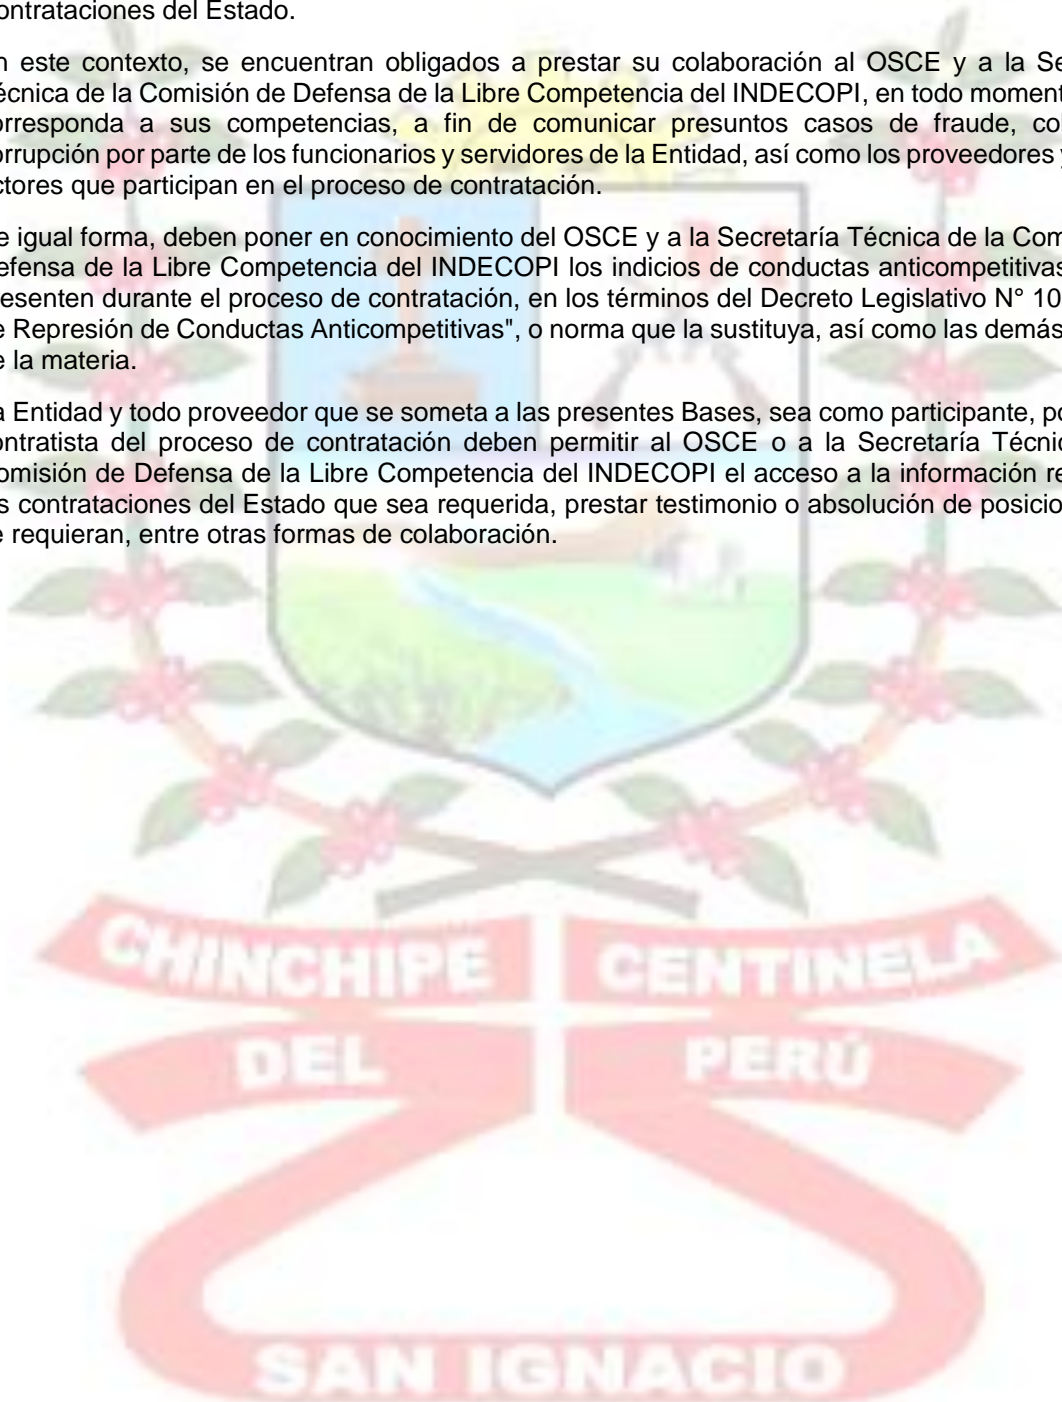 ontrataciones del Estado.
n este contexto, se encuentran obligados a prestar su colaboración al OSCE y a la Se
écnica de la Comisión de Defensa de la Libre Competencia del INDECOPI, en todo moment
orresponda a sus competencias, a fin de comunicar presuntos casos de fraude, col
orrupción por parte de los funcionarios y servidores de la Entidad, así como los proveedores y
ctores que participan en el proceso de contratación.
e igual forma, deben poner en conocimiento del OSCE y a la Secretaría Técnica de la Com
efensa de la Libre Competencia del INDECOPI los indicios de conductas anticompetitivas
resenten durante el proceso de contratación, en los términos del Decreto Legislativo N° 10
e Represión de Conductas Anticompetitivas", o norma que la sustituya, así como las demás
e la materia.
a Entidad y todo proveedor que se someta a las presentes Bases, sea como participante, po
ontratista del proceso de contratación deben permitir al OSCE o a la Secretaría Técnic
omisión de Defensa de la Libre Competencia del INDECOPI el acceso a la información re
s contrataciones del Estado que sea requerida, prestar testimonio o absolución de posicio
e requieran, entre otras formas de colaboración.
CHINCHIPE CENTINELA
DEL PERÚ
SAN IGNACIO